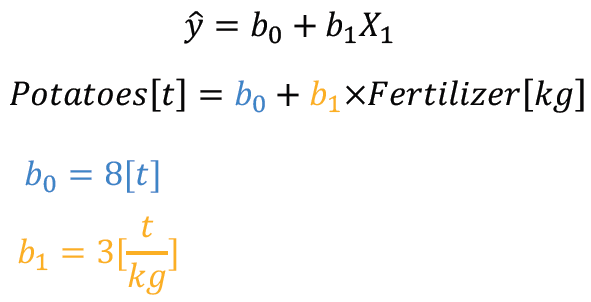 ŷ = b₀ + b₁X₁
Potatoes[t] = b₀ + b₁×Fertilizer[kg]
b₀ = 8[t]
b₁ = 3[t/kg]